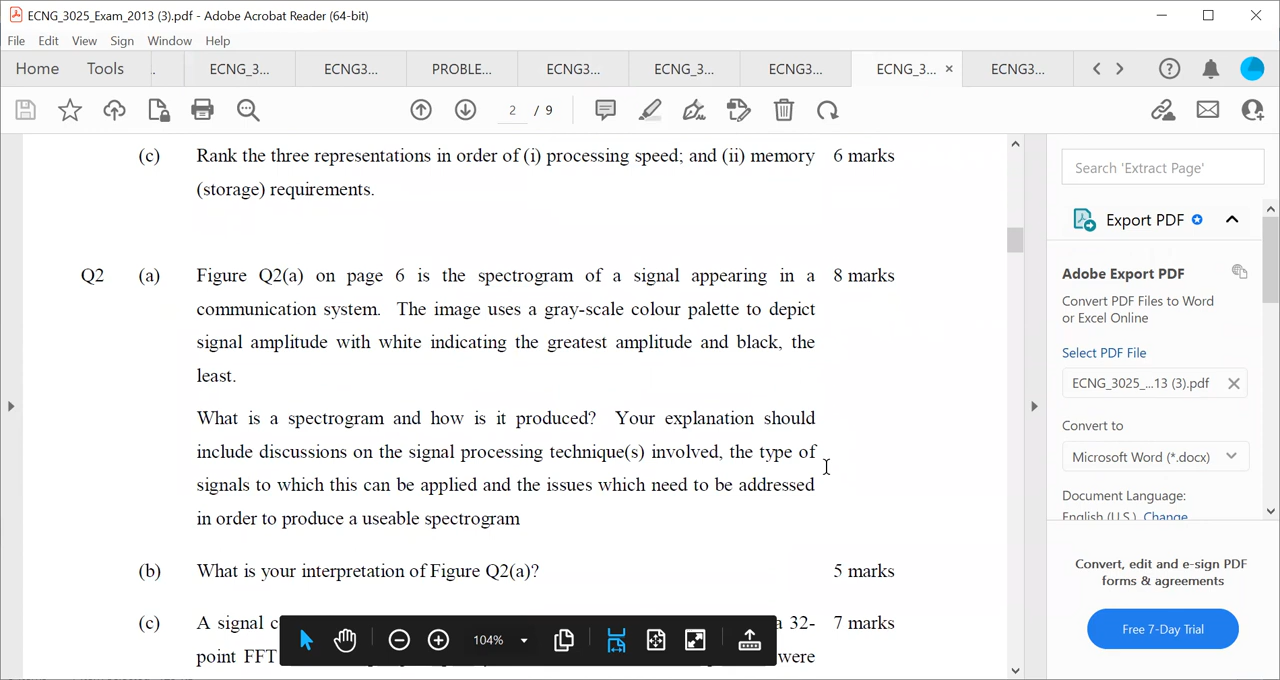 ECNG_3025_Exam_2013 (3).pdf - Adobe Acrobat Reader (64-bit)
File Edit View Sign Window Help
Home Tools . ECNG_3... ECNG3... PROBLE... ECNG3... ECNG_3... ECNG3... ECNG_3... × ECNG3...
2 / 9
(c) Rank the three representations in order of (i) processing speed; and (ii) memory 6 marks
(storage) requirements.
Q2 (a) Figure Q2(a) on page 6 is the spectrogram of a signal appearing in a 8 marks
communication system. The image uses a gray-scale colour palette to depict
signal amplitude with white indicating the greatest amplitude and black, the
least.
What is a spectrogram and how is it produced? Your explanation should
include discussions on the signal processing technique(s) involved, the type of
signals to which this can be applied and the issues which need to be addressed
in order to produce a useable spectrogram
(b) What is your interpretation of Figure Q2(a)? 5 marks
(c) A signal c a 32- 7 marks
point FFT were
104%
Search 'Extract Page'
Export PDF
Adobe Export PDF
Convert PDF Files to Word
or Excel Online
Select PDF File
ECNG_3025_...13 (3).pdf
Convert to
Microsoft Word (*.docx)
Document Language:
English (U.S.) Change
Convert, edit and e-sign PDF
forms & agreements
Free 7-Day Trial